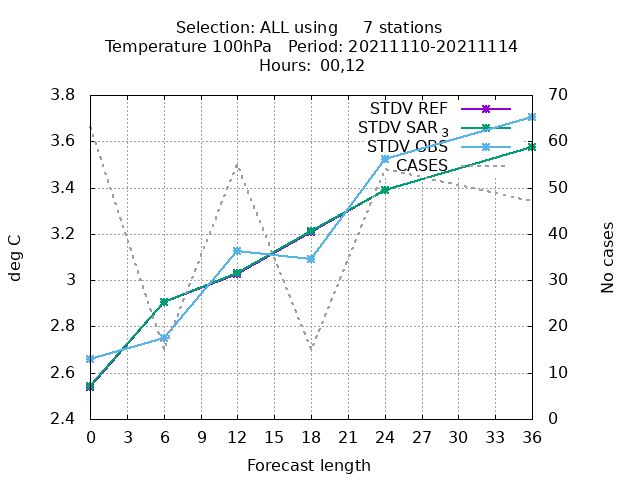 Selection: ALL using     7 stations
Temperature 100hPa   Period: 20211110-20211114
Hours:  00,12
3.8
3.6
3.4
3.2
3
2.8
2.6
2.4
deg C
STDV REF
STDV SAR3
STDV OBS
CASES
70
60
50
40
30
20
10
0
No cases
0 3 6 9 12 15 18 21 24 27 30 33 36
Forecast length